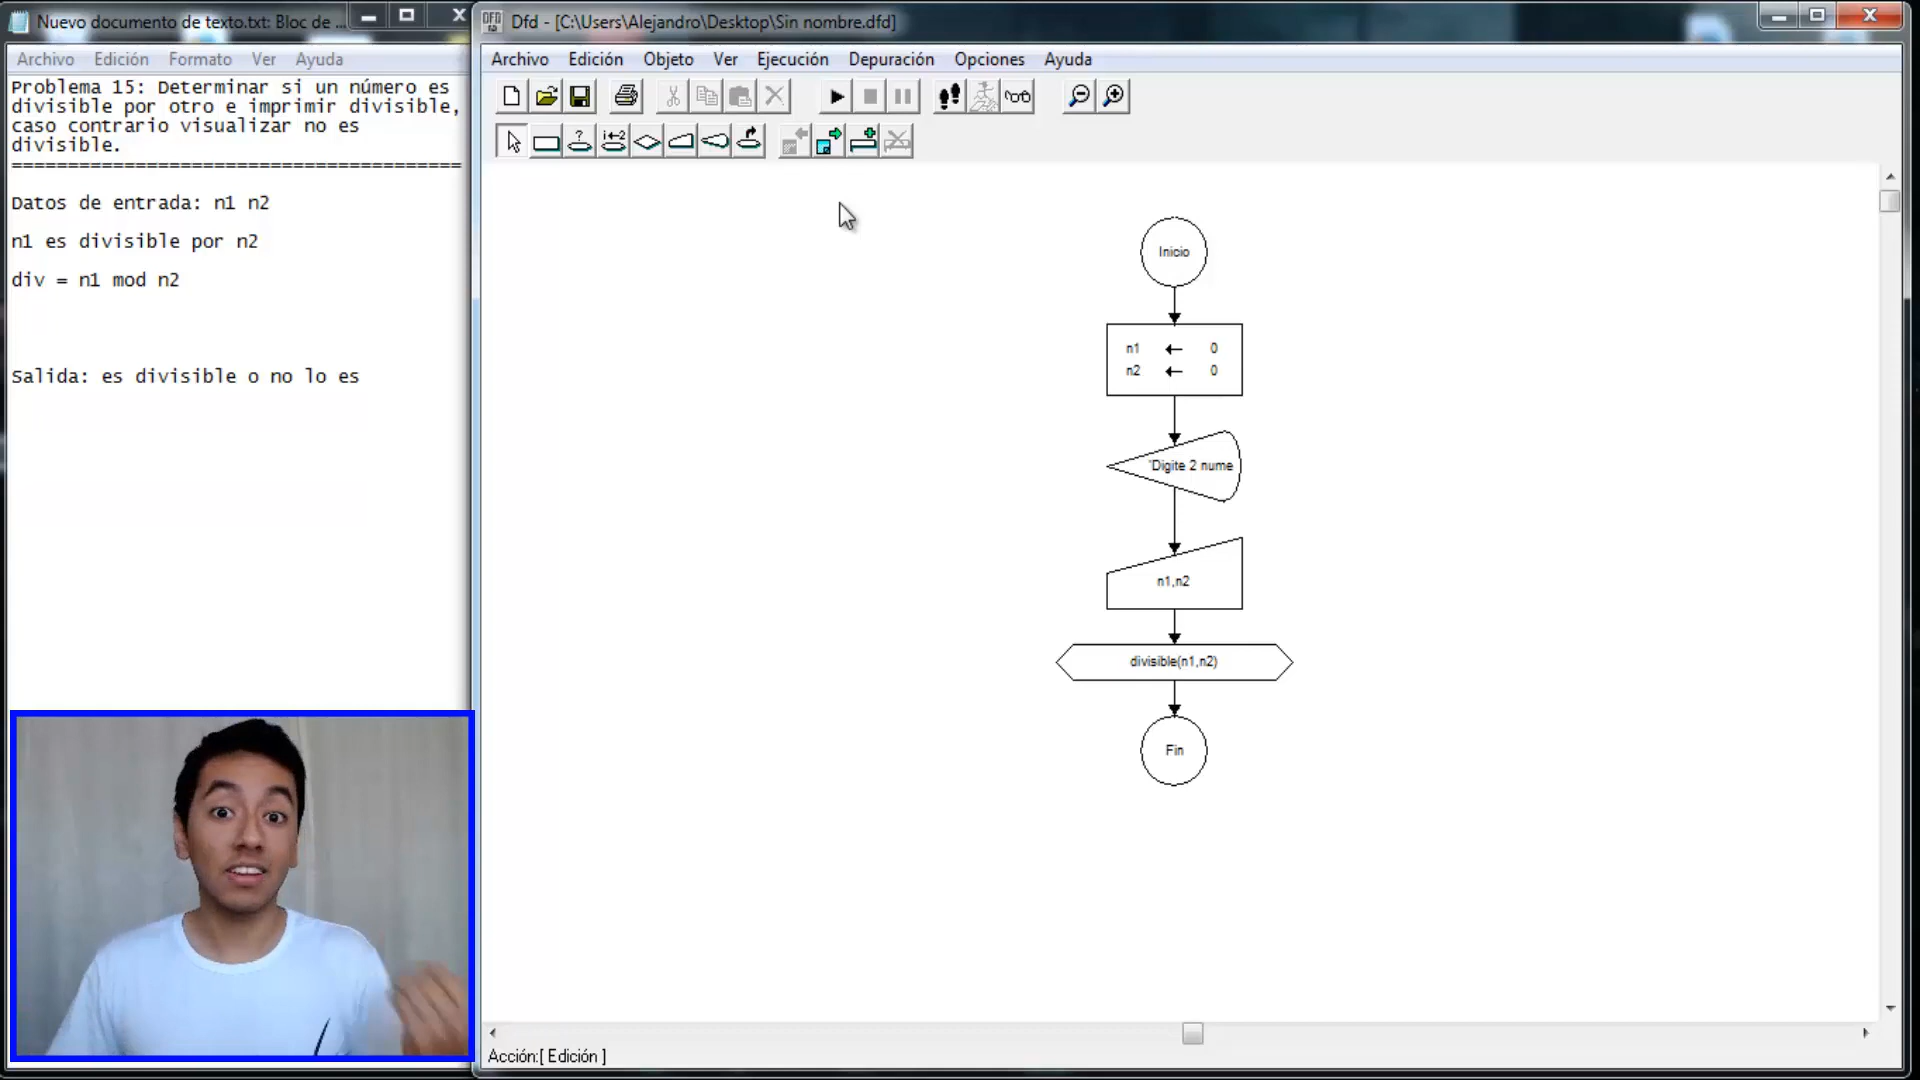 Nuevo documento de texto.txt: Bloc de ...
Archivo Edición Formato Ver Ayuda
Problema 15: Determinar si un número es
divisible por otro e imprimir divisible,
caso contrario visualizar no es
divisible.
========================================
Datos de entrada: n1 n2
n1 es divisible por n2
div = n1 mod n2
Salida: es divisible o no lo es
Dfd - [C:\Users\Alejandro\Desktop\Sin nombre.dfd]
Archivo Edición Objeto Ver Ejecución Depuración Opciones Ayuda
Inicio
n1 ← 0
n2 ← 0
'Digite 2 nume
n1,n2
divisible(n1,n2)
Fin
Acción:[ Edición ]